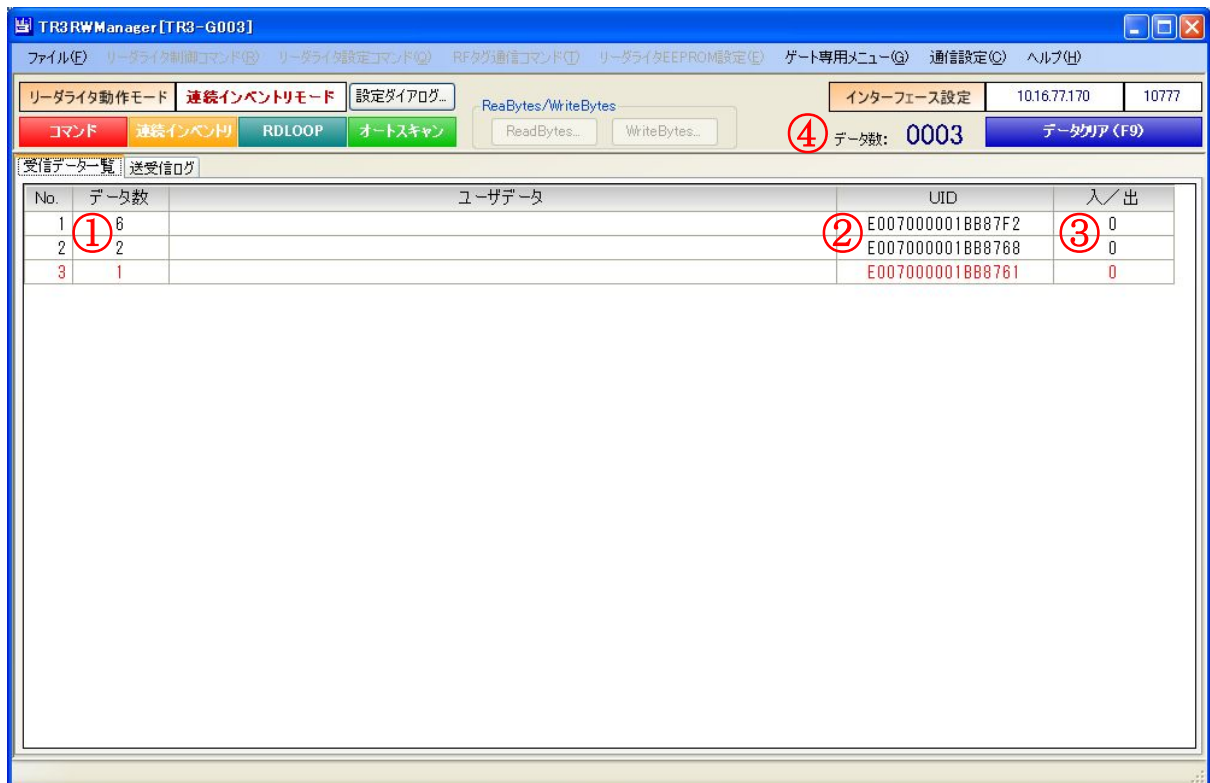 TR3RWManager[TR3-G003]
ファイル(F) リーダライタ制御コマンド(R) リーダライタ設定コマンド(Q) RFタグ通信コマンド(T) リーダライタEEPROM設定(E) ゲート専用メニュー(G) 通信設定(C) ヘルプ(H)
リーダライタ動作モード 連続インベントリモード 設定ダイアログ... ReaBytes/WriteBytes インターフェース設定 10.16.77.170 10777
コマンド 連続インベントリ RDLOOP オートスキャン ReadBytes... WriteBytes... ④ データ数: 0003 データクリア(F9)
受信データ一覧 送受信ログ
No. データ数 ユーザデータ UID 入/出
1 6 E007000001BB87F2 0
① ② ③
2 2 E007000001BB8768 0
3 1 E007000001BB8761 0